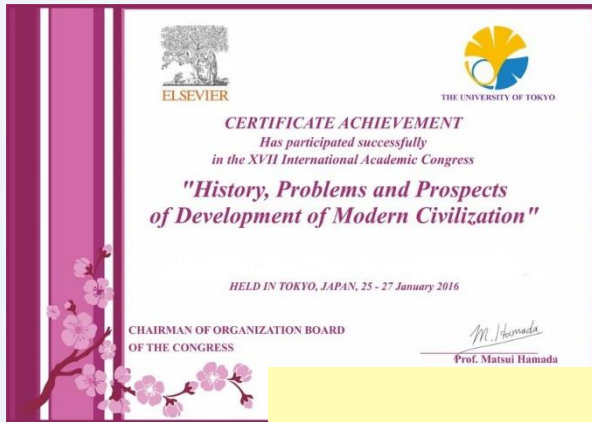 ELSEVIER
THE UNIVERSITY OF TOKYO
CERTIFICATE ACHIEVEMENT
Has participated successfully
in the XVII International Academic Congress
"History, Problems and Prospects
of Development of Modern Civilization"
HELD IN TOKYO, JAPAN, 25 - 27 January 2016
CHAIRMAN OF ORGANIZATION BOARD
OF THE CONGRESS
M. Hamada
Prof. Matsui Hamada